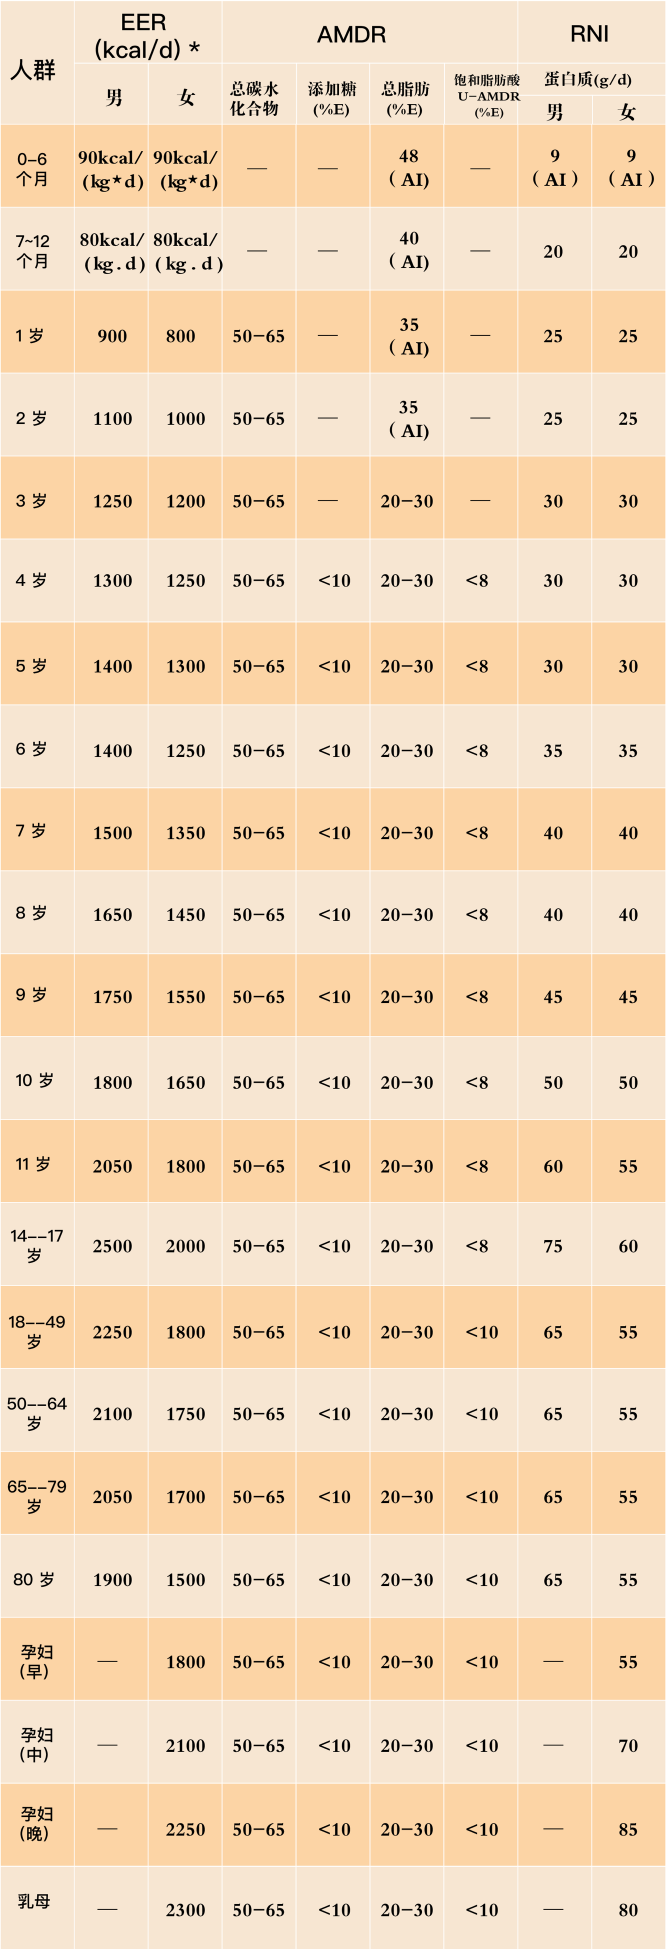 人群 EER (kcal/d) * AMDR RNI
男 女 总碳水化合物 添加糖 (%E) 总脂肪 (%E) 饱和脂肪酸 U-AMDR (%E) 蛋白质(g/d)
男 女
0-6个月 90kcal/(kg*d) 90kcal/(kg*d) — — 48 (AI) — 9 (AI) 9 (AI)
7~12个月 80kcal/(kg.d) 80kcal/(kg.d) — — 40 (AI) — 20 20
1 岁 900 800 50-65 — 35 (AI) — 25 25
2 岁 1100 1000 50-65 — 35 (AI) — 25 25
3 岁 1250 1200 50-65 — 20-30 — 30 30
4 岁 1300 1250 50-65 <10 20-30 <8 30 30
5 岁 1400 1300 50-65 <10 20-30 <8 30 30
6 岁 1400 1250 50-65 <10 20-30 <8 35 35
7 岁 1500 1350 50-65 <10 20-30 <8 40 40
8 岁 1650 1450 50-65 <10 20-30 <8 40 40
9 岁 1750 1550 50-65 <10 20-30 <8 45 45
10 岁 1800 1650 50-65 <10 20-30 <8 50 50
11 岁 2050 1800 50-65 <10 20-30 <8 60 55
14--17岁 2500 2000 50-65 <10 20-30 <8 75 60
18--49岁 2250 1800 50-65 <10 20-30 <10 65 55
50--64岁 2100 1750 50-65 <10 20-30 <10 65 55
65--79岁 2050 1700 50-65 <10 20-30 <10 65 55
80 岁 1900 1500 50-65 <10 20-30 <10 65 55
孕妇(早) — 1800 50-65 <10 20-30 <10 — 55
孕妇(中) — 2100 50-65 <10 20-30 <10 — 70
孕妇(晚) — 2250 50-65 <10 20-30 <10 — 85
乳母 — 2300 50-65 <10 20-30 <10 — 80